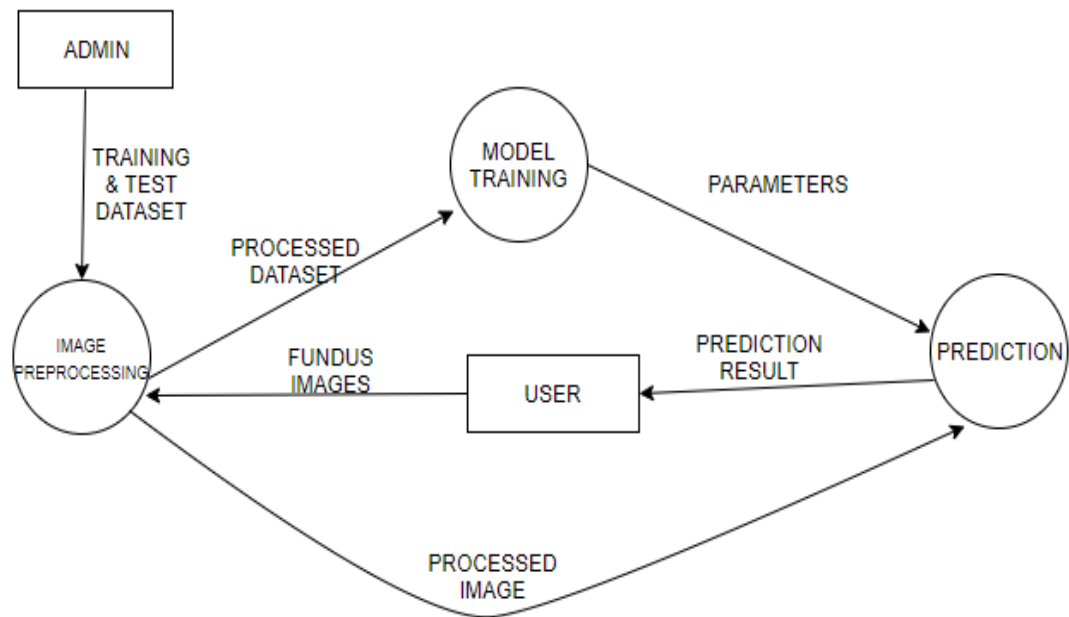 ADMIN
TRAINING
& TEST
DATASET
MODEL
TRAINING
PARAMETERS
PROCESSED
DATASET
IMAGE
PREPROCESSING
FUNDUS
IMAGES
USER
PREDICTION
RESULT
PREDICTION
PROCESSED
IMAGE